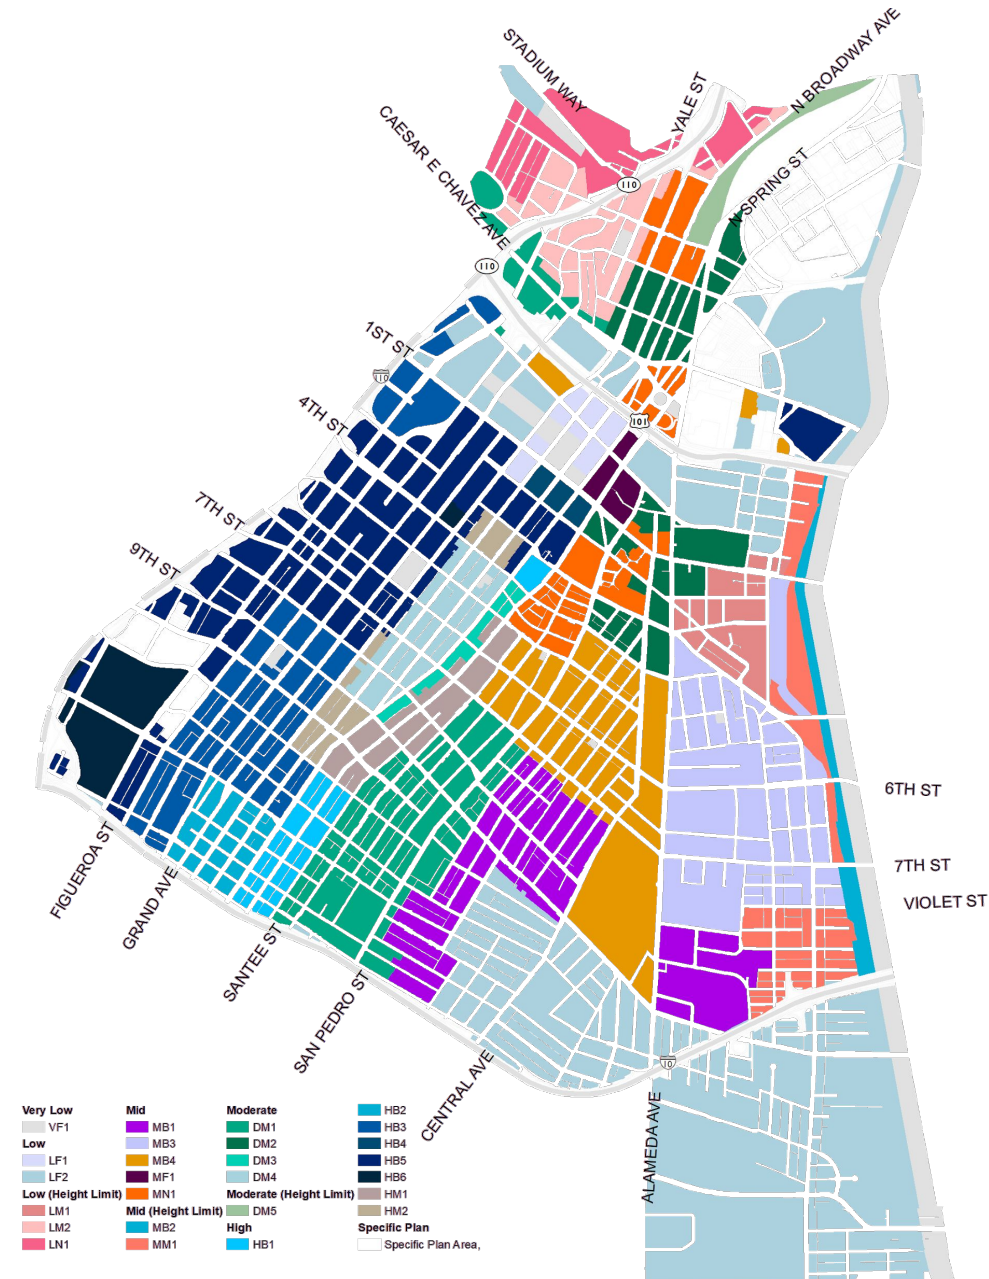 STADIUM WAY
N BROADWAY AVE
YALE ST
CAESAR E CHAVEZ AVE
N SPRING ST
110
110
1ST ST
110
4TH ST
101
7TH ST
9TH ST
6TH ST
7TH ST
VIOLET ST
FIGUEROA ST
GRAND AVE
SANTEE ST
SAN PEDRO ST
CENTRAL AVE
10
ALAMEDA AVE
Very Low
VF1
Low
LF1
LF2
Low (Height Limit)
LM1
LM2
LN1
Mid
MB1
MB3
MB4
MF1
MN1
Mid (Height Limit)
MB2
MM1
Moderate
DM1
DM2
DM3
DM4
Moderate (Height Limit)
DM5
High
HB1
HB2
HB3
HB4
HB5
HB6
HM1
HM2
Specific Plan
Specific Plan Area,